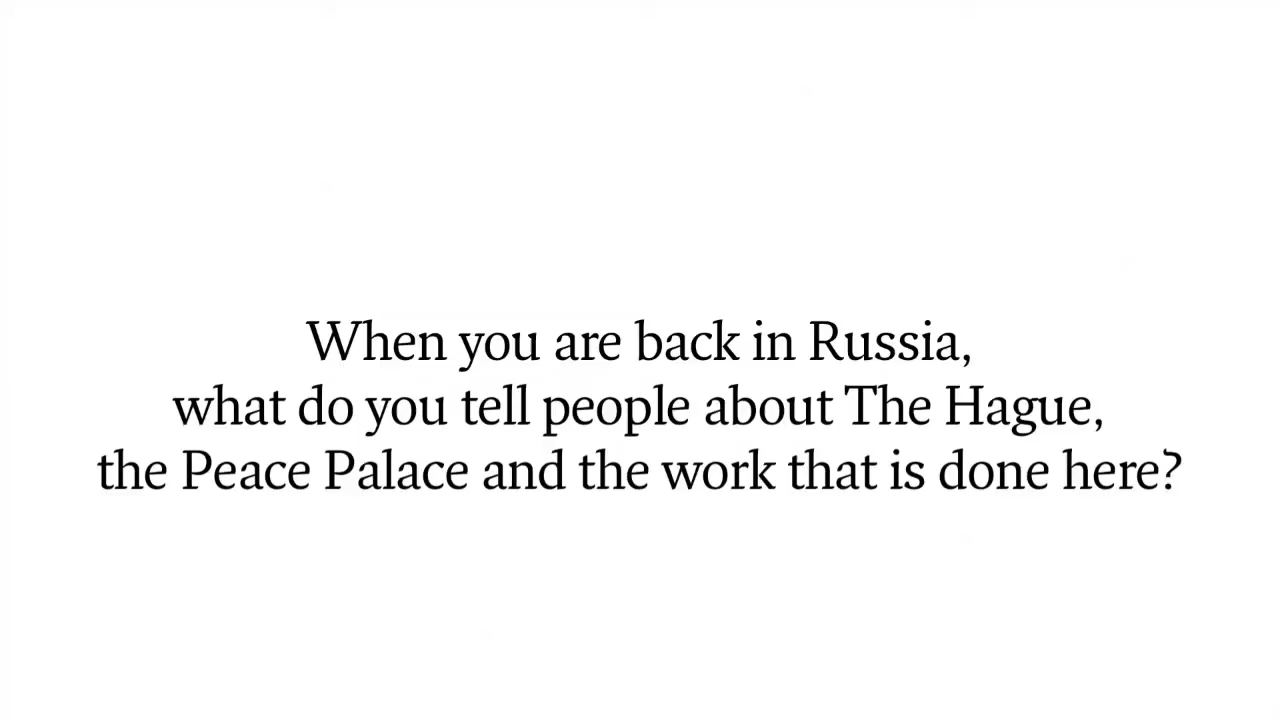 When you are back in Russia,
what do you tell people about The Hague,
the Peace Palace and the work that is done here?